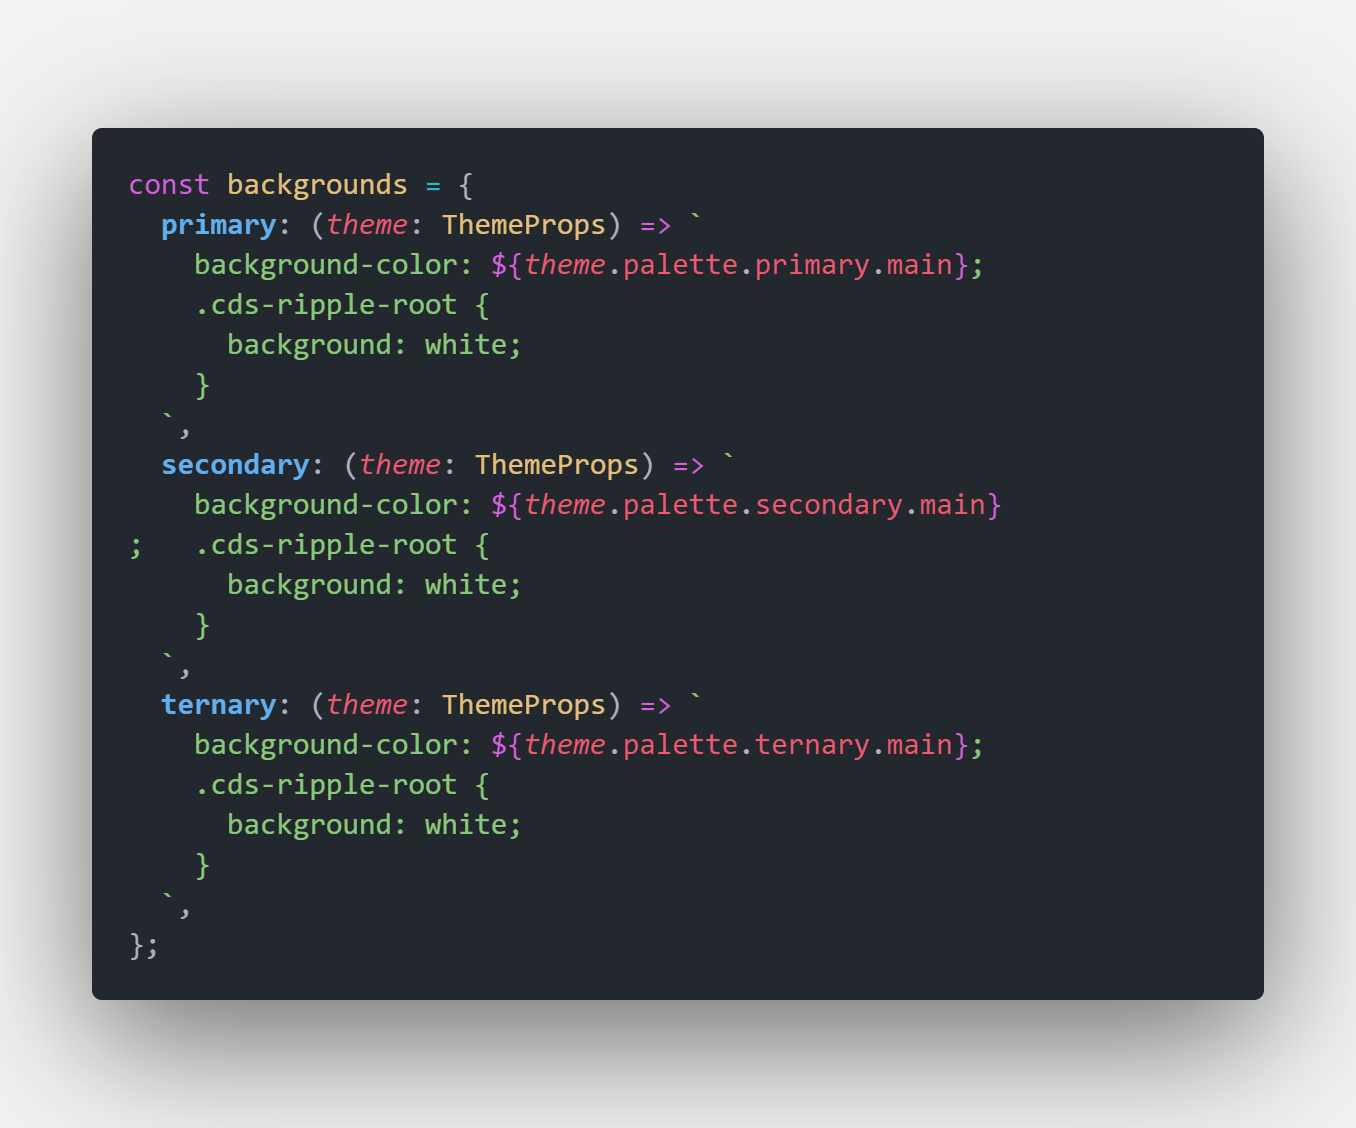 const backgrounds = {
  primary: (theme: ThemeProps) => `
    background-color: ${theme.palette.primary.main};
    .cds-ripple-root {
      background: white;
    }
  `,
  secondary: (theme: ThemeProps) => `
    background-color: ${theme.palette.secondary.main}
;   .cds-ripple-root {
      background: white;
    }
  `,
  ternary: (theme: ThemeProps) => `
    background-color: ${theme.palette.ternary.main};
    .cds-ripple-root {
      background: white;
    }
  `,
};